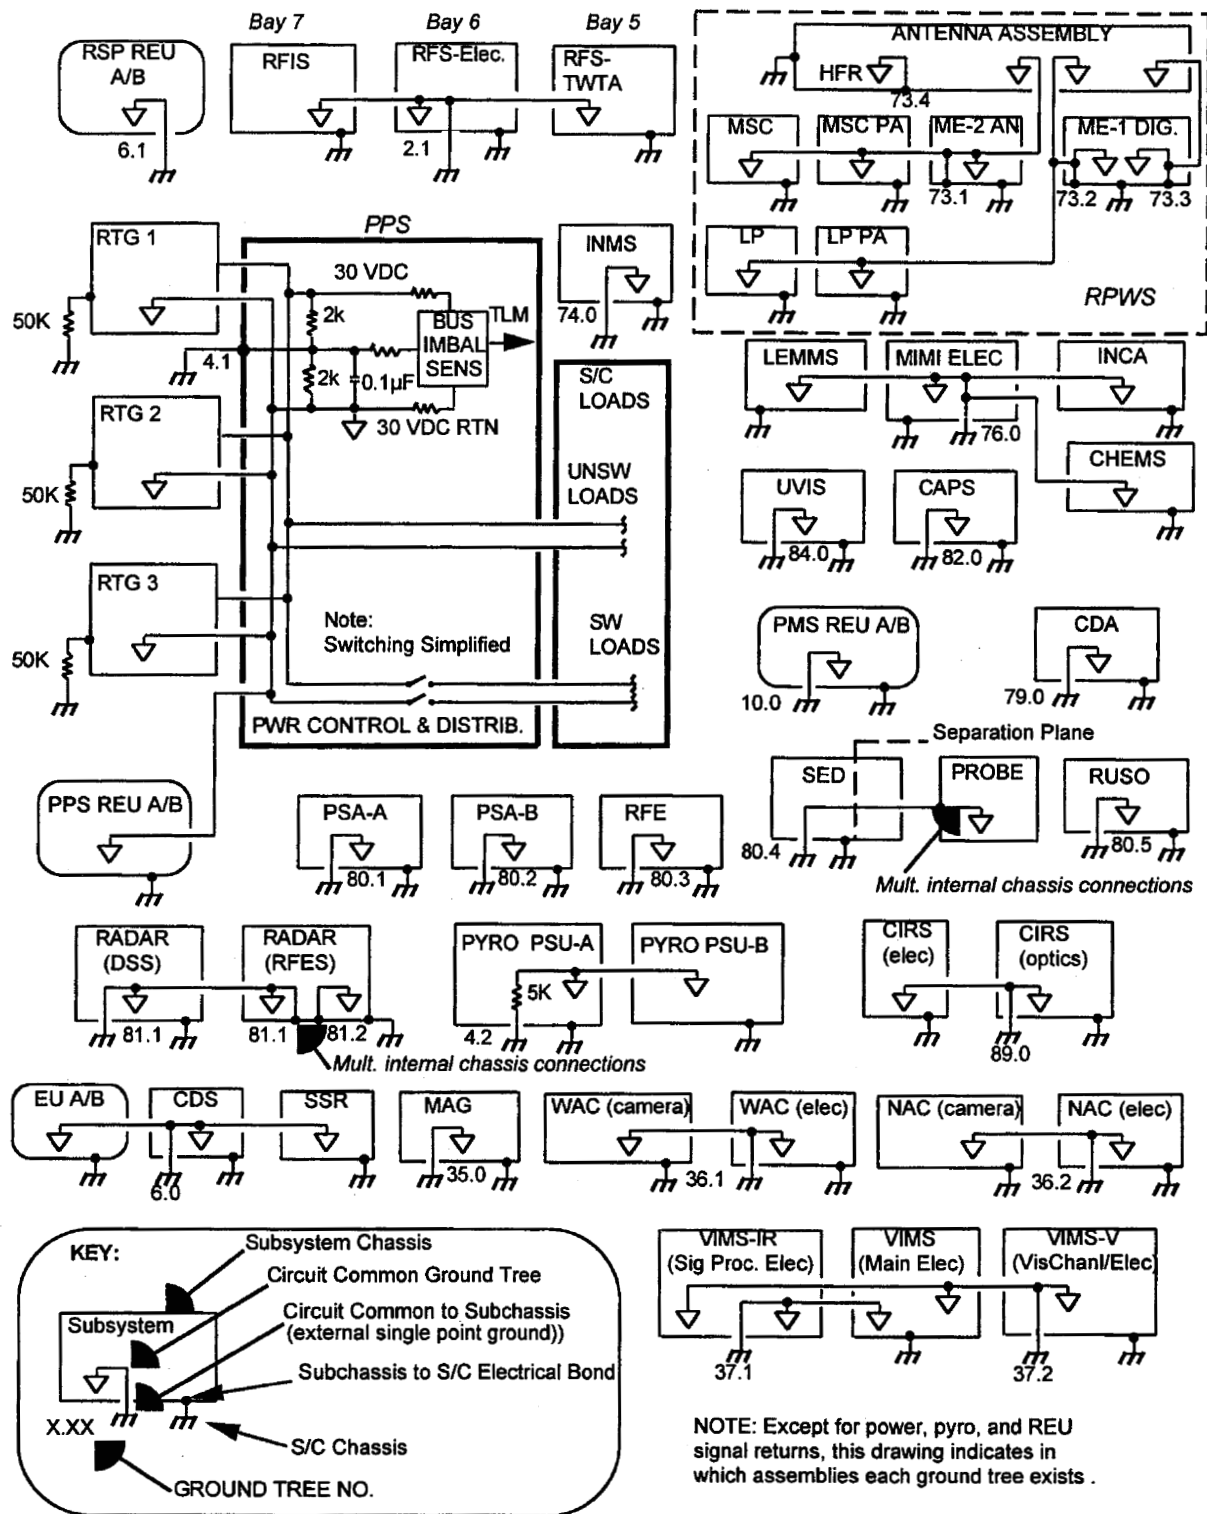 Bay 7
Bay 6
Bay 5
RSP REU
A/B
6.1
RFIS
RFS-Elec.
2.1
RFS-
TWTA
ANTENNA ASSEMBLY
HFR
73.4
MSC
MSC PA
ME-2 AN
ME-1 DIG.
73.1
73.2
73.3
LP
LP PA
RPWS
RTG 1
50K
PPS
30 VDC
2k
BUS
IMBAL
SENS
TLM
4.1
2k
0.1µF
30 VDC RTN
INMS
74.0
S/C
LOADS
UNSW
LOADS
SW
LOADS
RTG 2
50K
RTG 3
50K
Note:
Switching Simplified
PWR CONTROL & DISTRIB.
LEMMS
MIMI ELEC
INCA
76.0
CHEMS
UVIS
84.0
CAPS
82.0
PMS REU A/B
10.0
CDA
79.0
Separation Plane
PPS REU A/B
PSA-A
80.1
PSA-B
80.2
RFE
80.3
SED
80.4
PROBE
RUSO
80.5
Mult. internal chassis connections
RADAR
(DSS)
81.1
RADAR
(RFES)
81.1
81.2
Mult. internal chassis connections
PYRO PSU-A
5K
4.2
PYRO PSU-B
CIRS
(elec)
CIRS
(optics)
89.0
EU A/B
CDS
6.0
SSR
MAG
35.0
WAC (camera)
WAC (elec)
36.1
NAC (camera)
NAC (elec)
36.2
VIMS-IR
(Sig Proc. Elec)
VIMS
(Main Elec)
VIMS-V
(VisChanl/Elec)
37.1
37.2
KEY:
Subsystem Chassis
Circuit Common Ground Tree
Circuit Common to Subchassis
(external single point ground))
Subsystem
Subchassis to S/C Electrical Bond
X.XX
S/C Chassis
GROUND TREE NO.
NOTE: Except for power, pyro, and REU
signal returns, this drawing indicates in
which assemblies each ground tree exists .